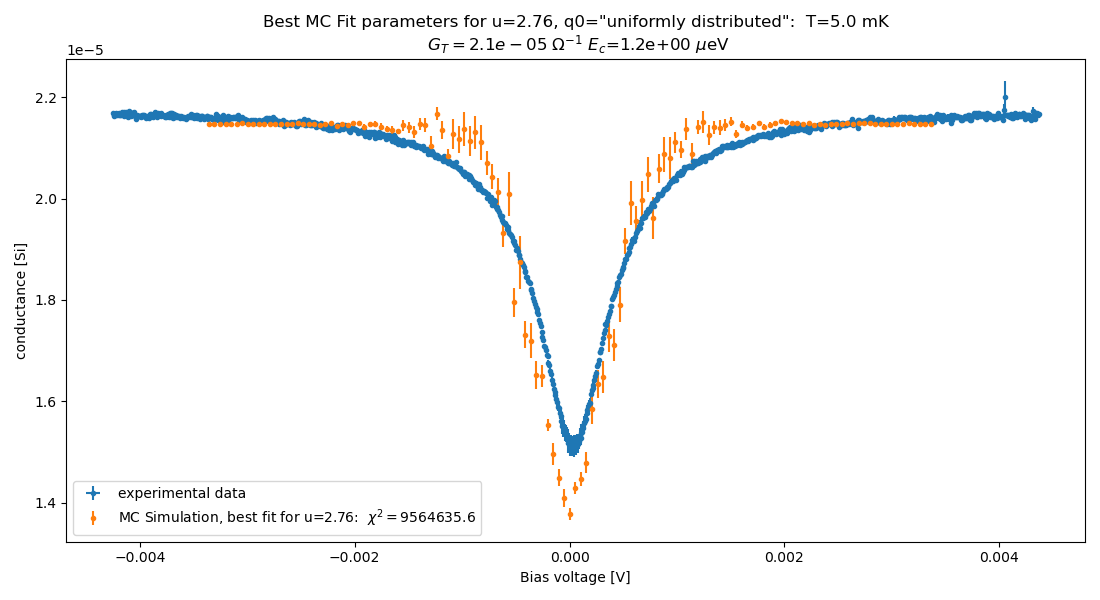 Best MC Fit parameters for u=2.76, q0="uniformly distributed":  T=5.0 mK
G_T = 2.1e − 05 Ω⁻¹ E_c=1.2e+00 μeV
1e−5
2.2
2.0
1.8
1.6
1.4
conductance [Si]
experimental data
MC Simulation, best fit for u=2.76:  χ² = 9564635.6
−0.004
−0.002
0.000
0.002
0.004
Bias voltage [V]